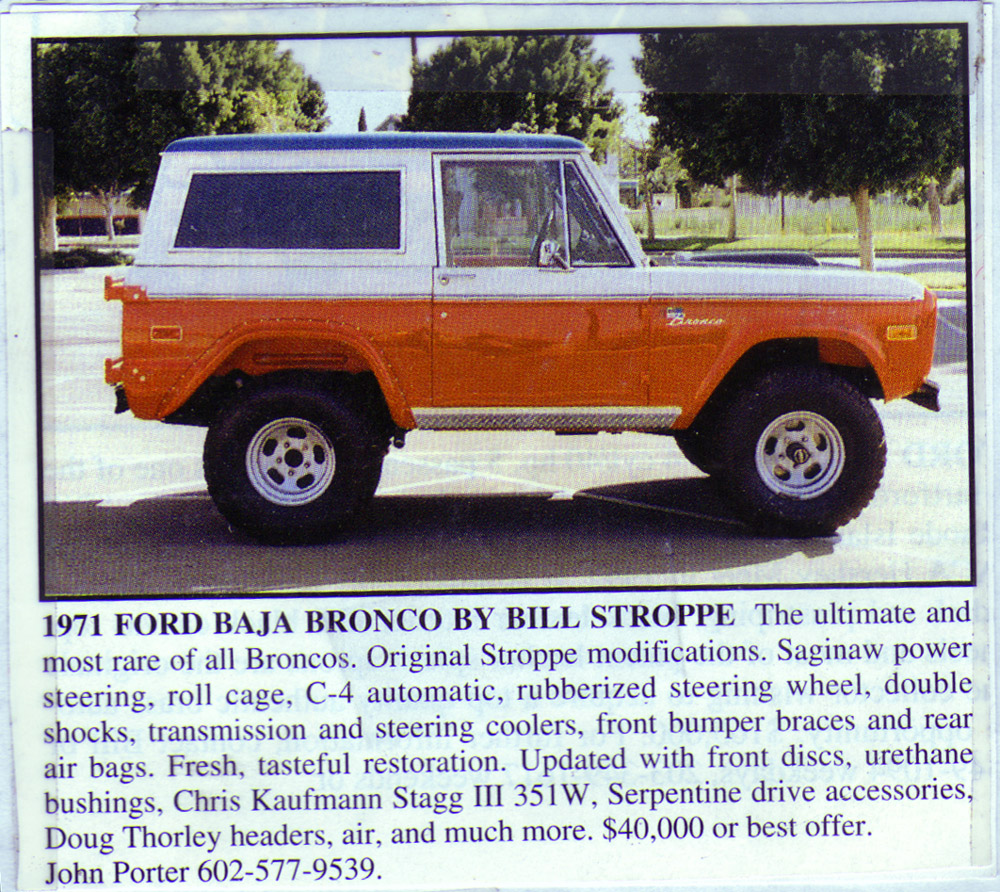 Bronco
1971 FORD BAJA BRONCO BY BILL STROPPE The ultimate and
most rare of all Broncos. Original Stroppe modifications. Saginaw power
steering, roll cage, C-4 automatic, rubberized steering wheel, double
shocks, transmission and steering coolers, front bumper braces and rear
air bags. Fresh, tasteful restoration. Updated with front discs, urethane
bushings, Chris Kaufmann Stagg III 351W, Serpentine drive accessories,
Doug Thorley headers, air, and much more. $40,000 or best offer.
John Porter 602-577-9539.